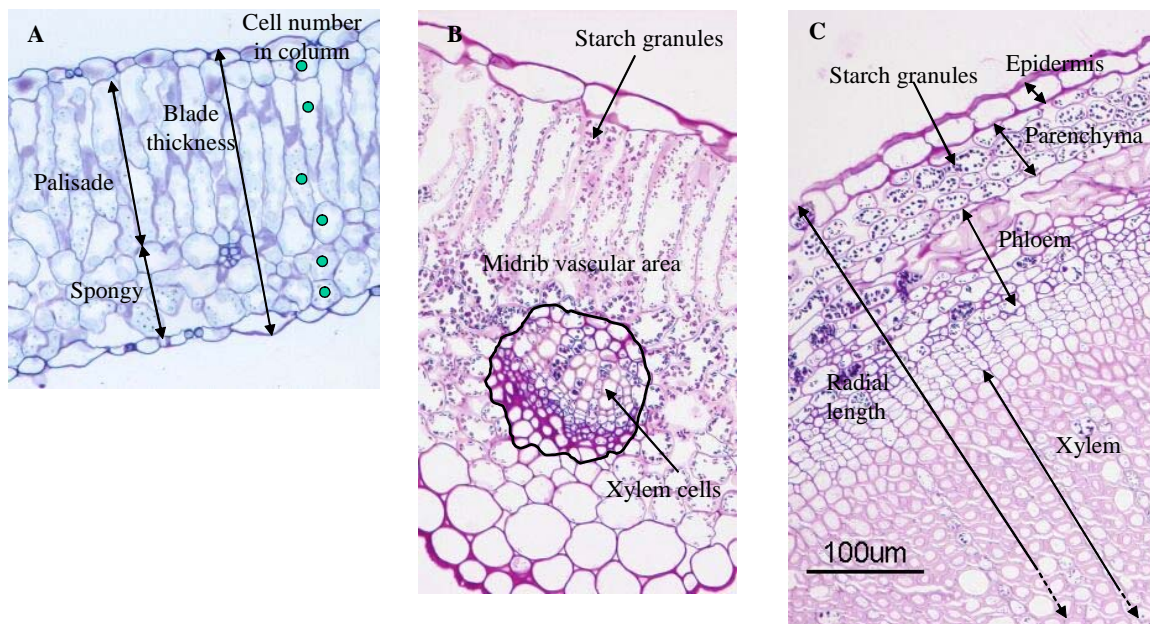 A
Cell number
in column
Blade
thickness
Palisade
Spongy
B
Starch granules
Midrib vascular area
Xylem cells
C
Epidermis
Starch granules
Parenchyma
Phloem
Radial
length
Xylem
100um